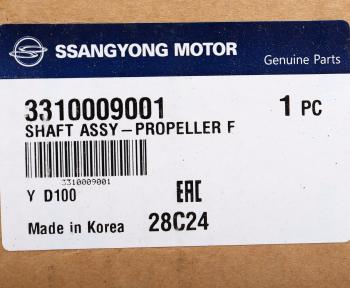 SSANGYONG MOTOR
Genuine Parts
3310009001 1 PC
SHAFT ASSY-PROPELLER F
3310009001
Y D100 EAC
Made in Korea 28C24